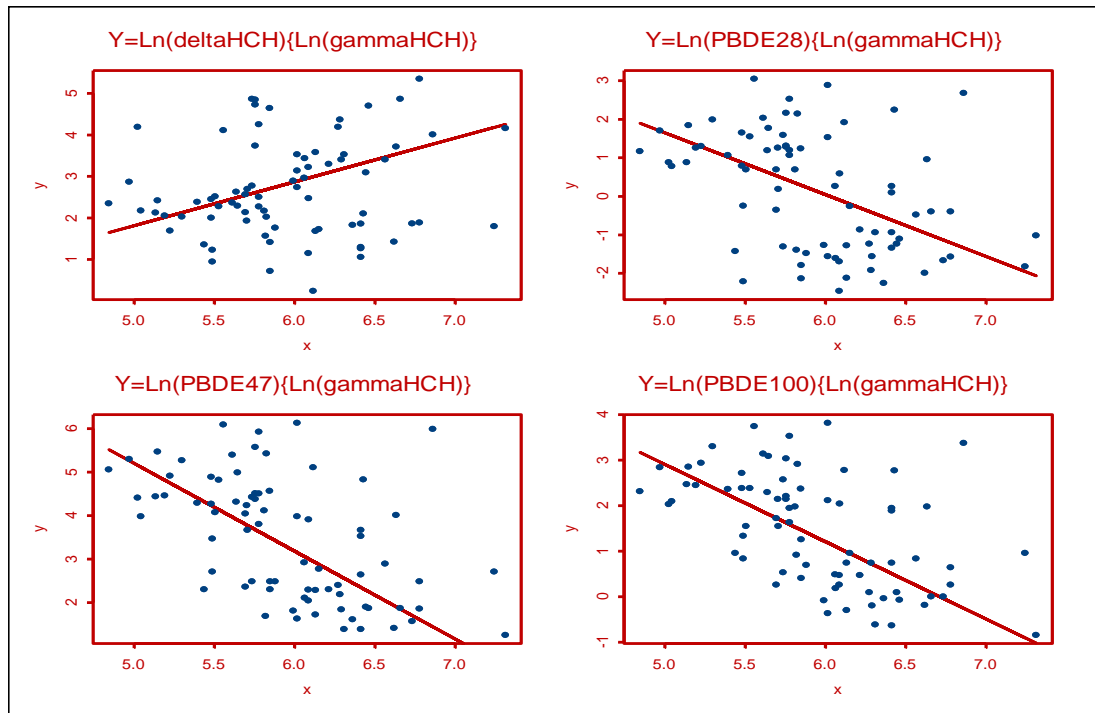 Y=Ln(deltaHCH){Ln(gammaHCH)}
5
4
3
2
1
y
5.0 5.5 6.0 6.5 7.0
x
Y=Ln(PBDE28){Ln(gammaHCH)}
3
2
1
0
-1
-2
y
5.0 5.5 6.0 6.5 7.0
x
Y=Ln(PBDE47){Ln(gammaHCH)}
6
5
4
3
2
y
5.0 5.5 6.0 6.5 7.0
x
Y=Ln(PBDE100){Ln(gammaHCH)}
4
3
2
1
0
-1
y
5.0 5.5 6.0 6.5 7.0
x